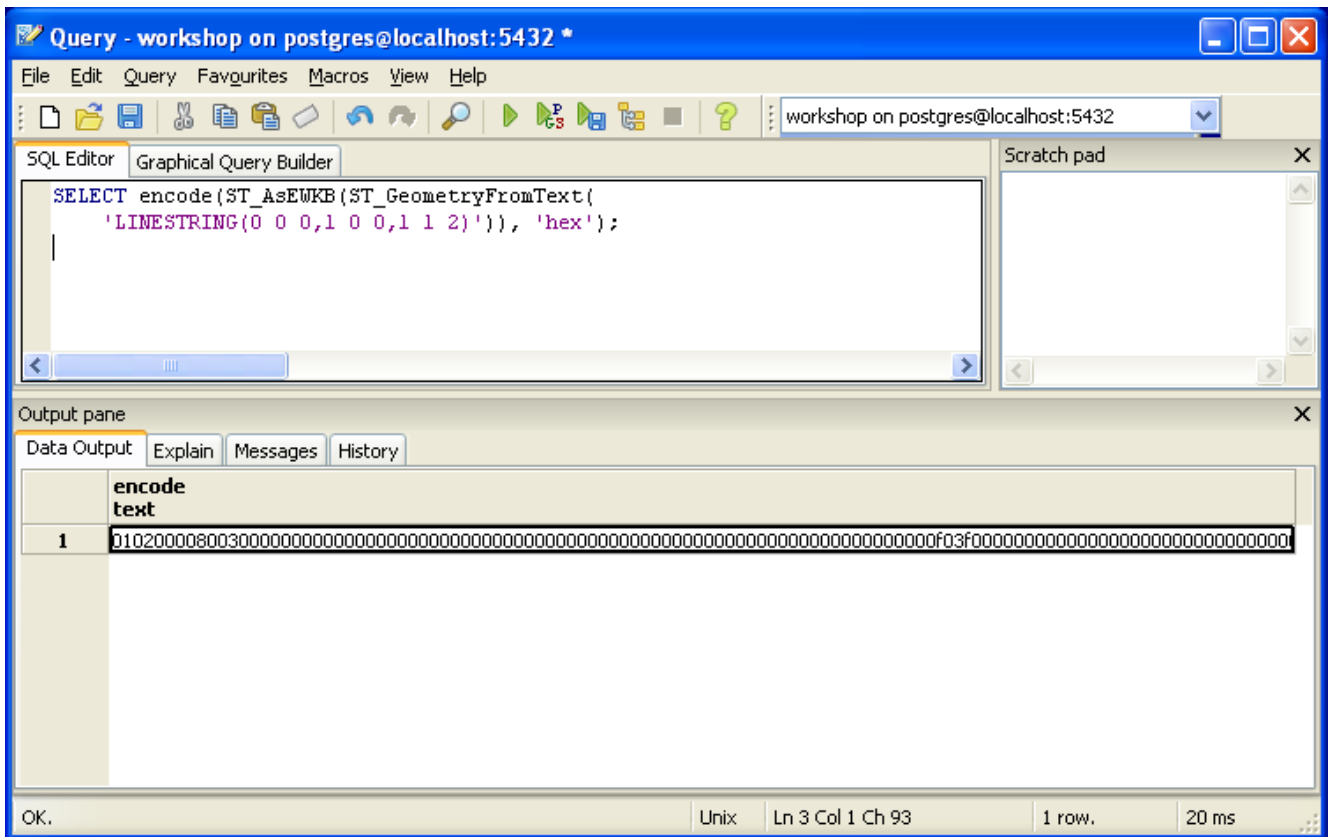 Query - workshop on postgres@localhost:5432 *
File Edit Query Favourites Macros View Help
workshop on postgres@localhost:5432
SQL Editor Graphical Query Builder
Scratch pad
SELECT encode(ST_AsEWKB(ST_GeometryFromText(
'LINESTRING(0 0 0,1 0 0,1 1 2)')), 'hex');
Output pane
Data Output Explain Messages History
encode
text
1
OK. Unix Ln 3 Col 1 Ch 93 1 row. 20 ms